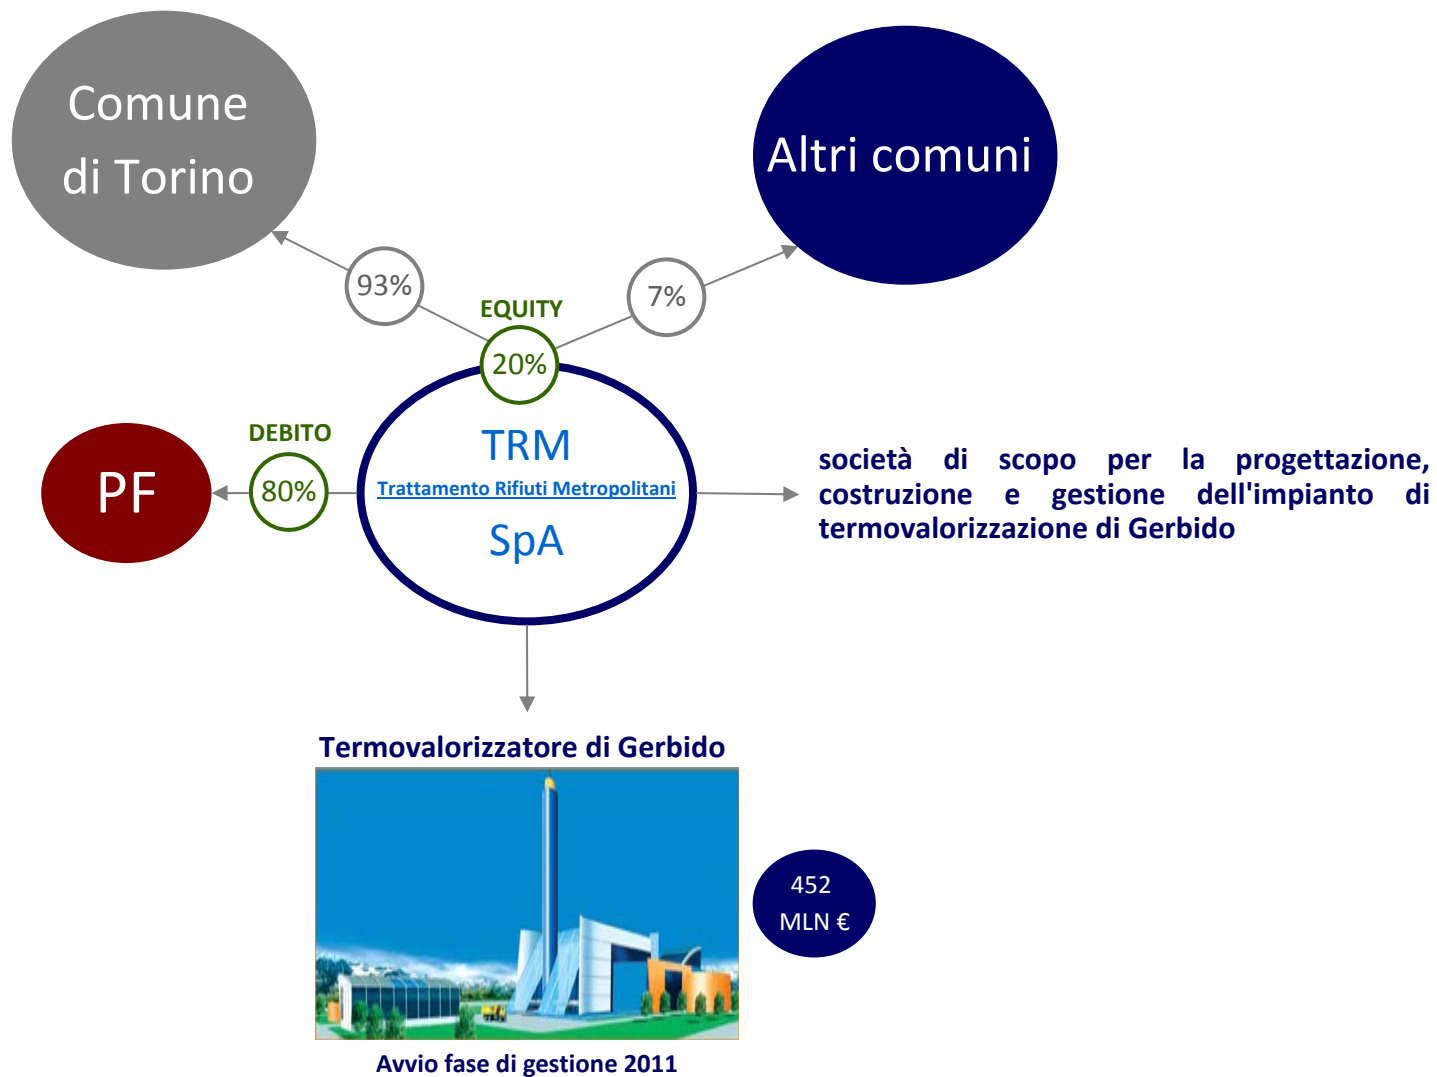 Comune
di Torino
Altri comuni
93%
7%
EQUITY
20%
DEBITO
80%
PF
TRM
Trattamento Rifiuti Metropolitani
SpA
società di scopo per la progettazione,
costruzione e gestione dell'impianto di
termovalorizzazione di Gerbido
Termovalorizzatore di Gerbido
452
MLN €
Avvio fase di gestione 2011